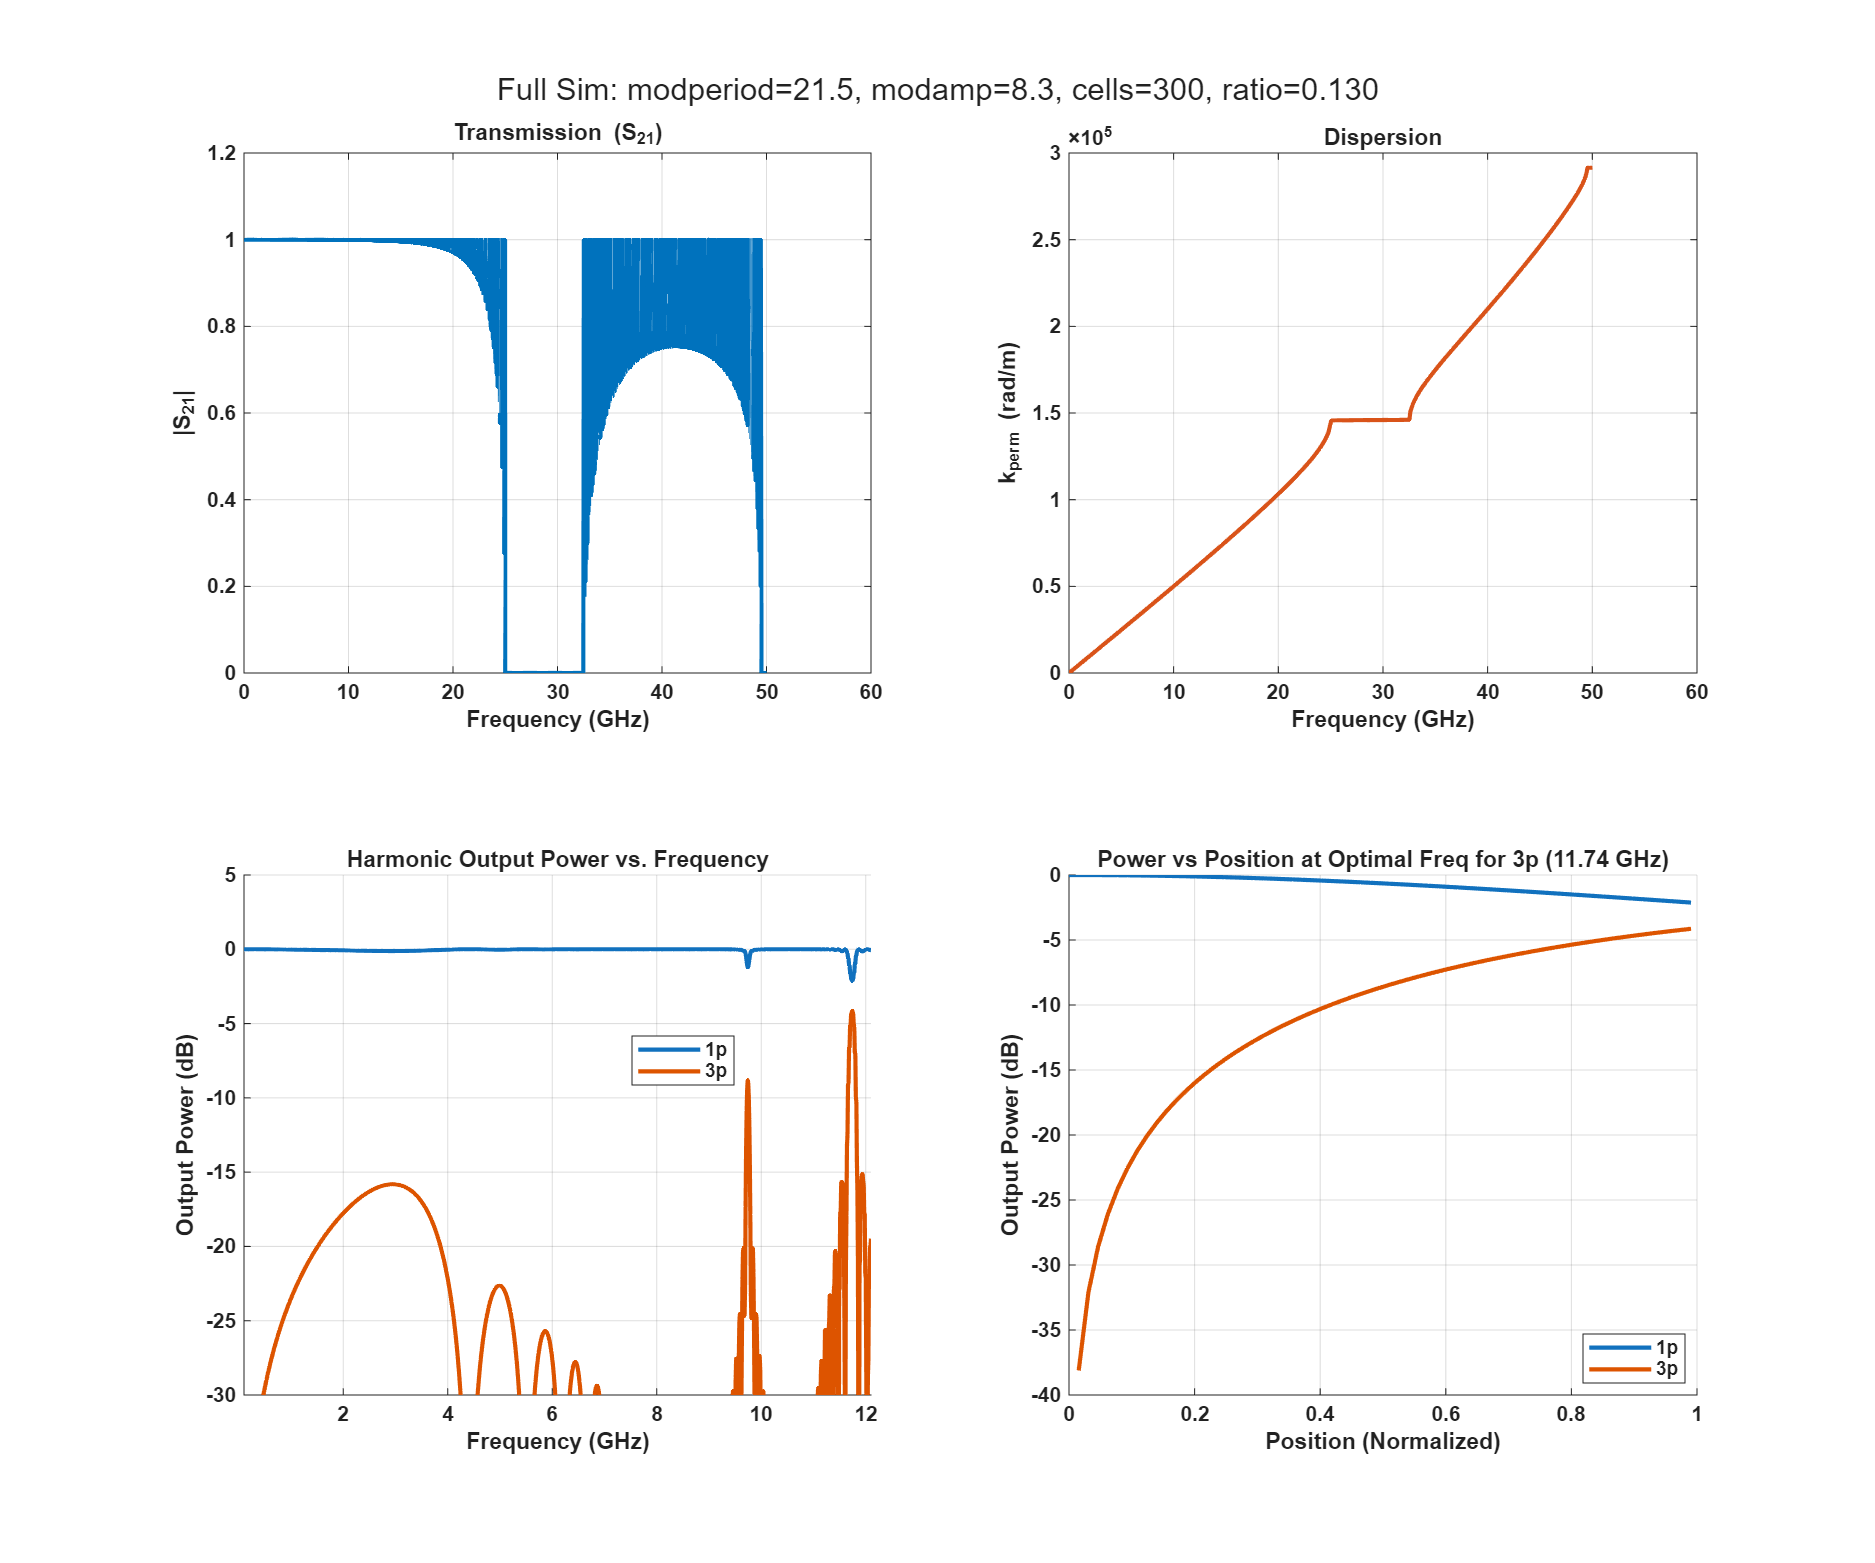 Full Sim: modperiod=21.5, modamp=8.3, cells=300, ratio=0.130
Transmission (S21)
1.2
1
0.8
0.6
0.4
0.2
0
|S21|
0 10 20 30 40 50 60
Frequency (GHz)
×10^5
Dispersion
3
2.5
2
1.5
1
0.5
0
kperm (rad/m)
0 10 20 30 40 50 60
Frequency (GHz)
Harmonic Output Power vs. Frequency
5
0
-5
-10
-15
-20
-25
-30
Output Power (dB)
1p
3p
2 4 6 8 10 12
Frequency (GHz)
Power vs Position at Optimal Freq for 3p (11.74 GHz)
0
-5
-10
-15
-20
-25
-30
-35
-40
Output Power (dB)
1p
3p
0 0.2 0.4 0.6 0.8 1
Position (Normalized)